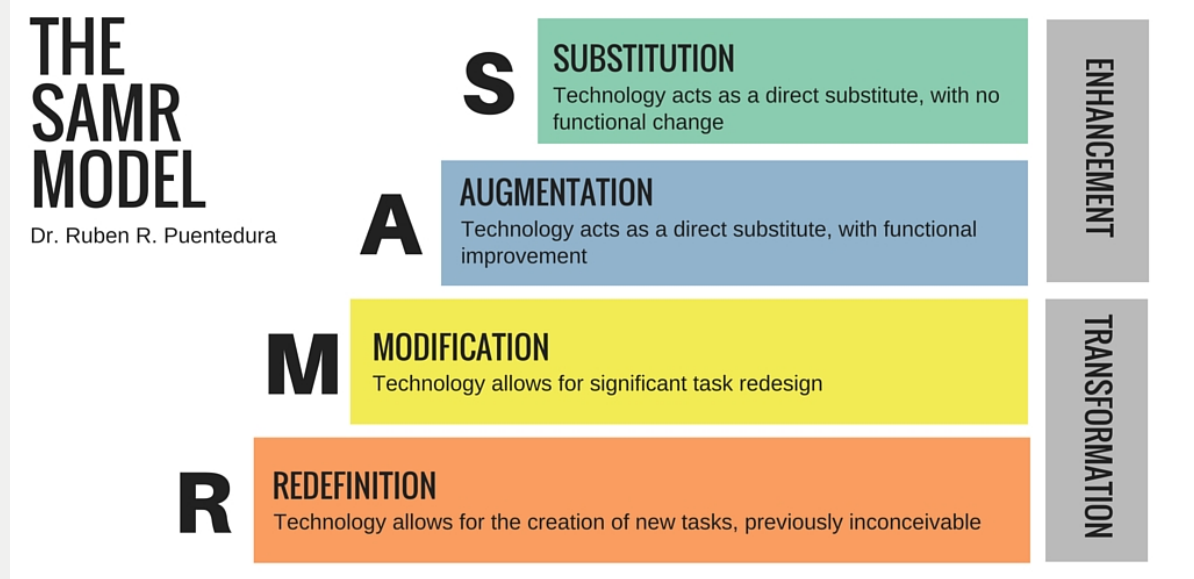 THE
SAMR
MODEL
Dr. Ruben R. Puentedura
S
SUBSTITUTION
Technology acts as a direct substitute, with no
functional change
A
AUGMENTATION
Technology acts as a direct substitute, with functional
improvement
ENHANCEMENT
M
MODIFICATION
Technology allows for significant task redesign
R
REDEFINITION
Technology allows for the creation of new tasks, previously inconceivable
TRANSFORMATION